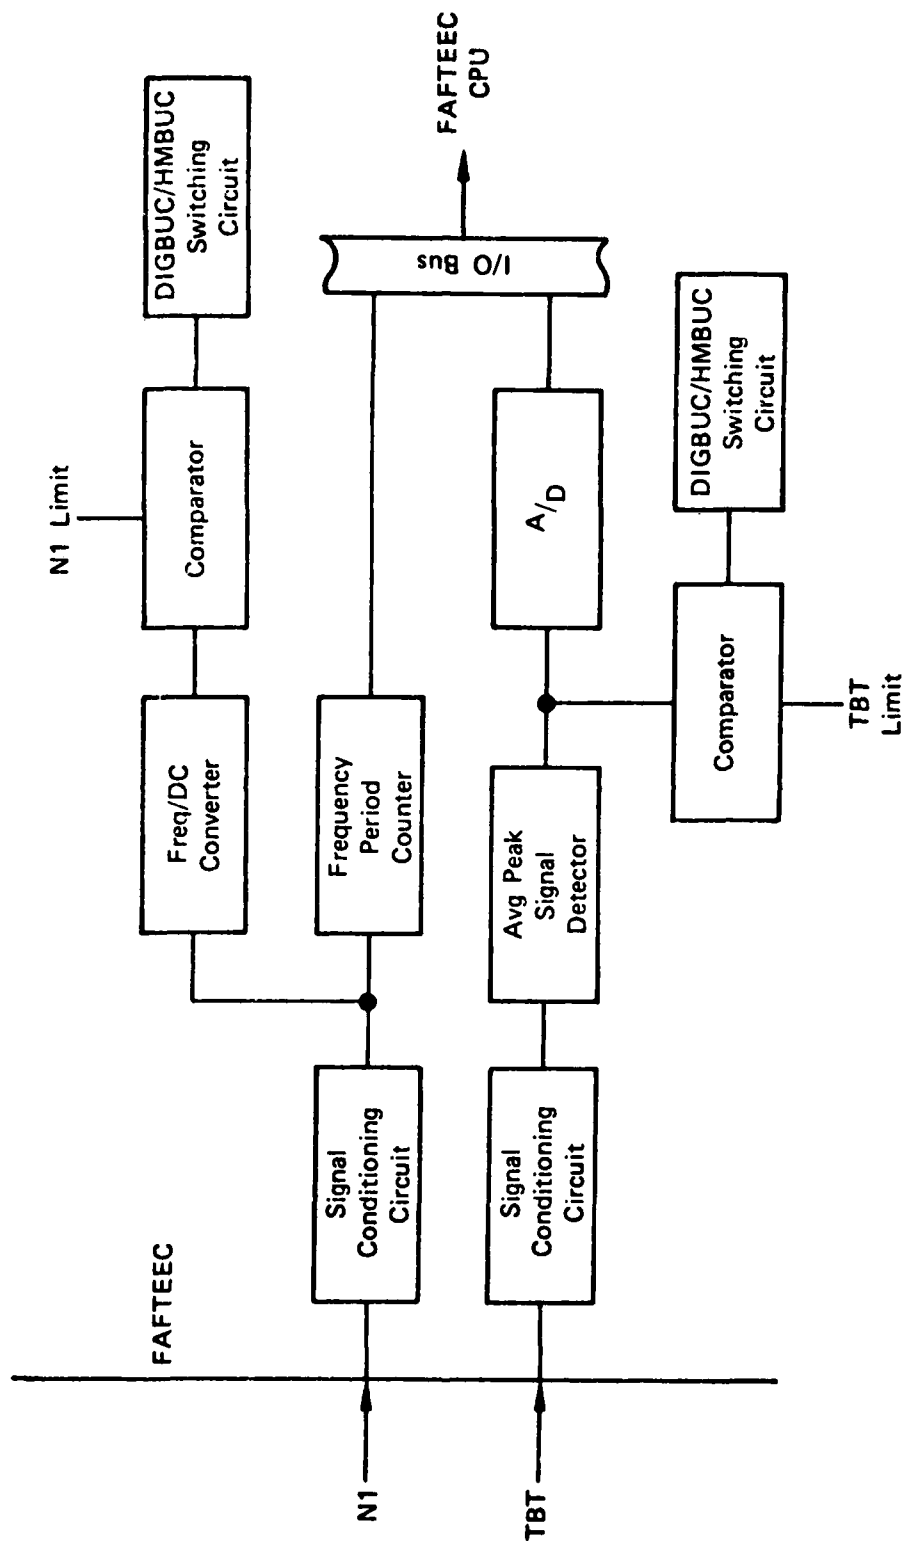 FAFTEEC
N1
Signal
Conditioning
Circuit
Freq/DC
Converter
N1 Limit
Comparator
DIGBUC/HMBUC
Switching
Circuit
Frequency
Period
Counter
I/O Bus
FAFTEEC
CPU
TBT
Signal
Conditioning
Circuit
Avg Peak
Signal
Detector
A/D
Comparator
TBT
Limit
DIGBUC/HMBUC
Switching
Circuit